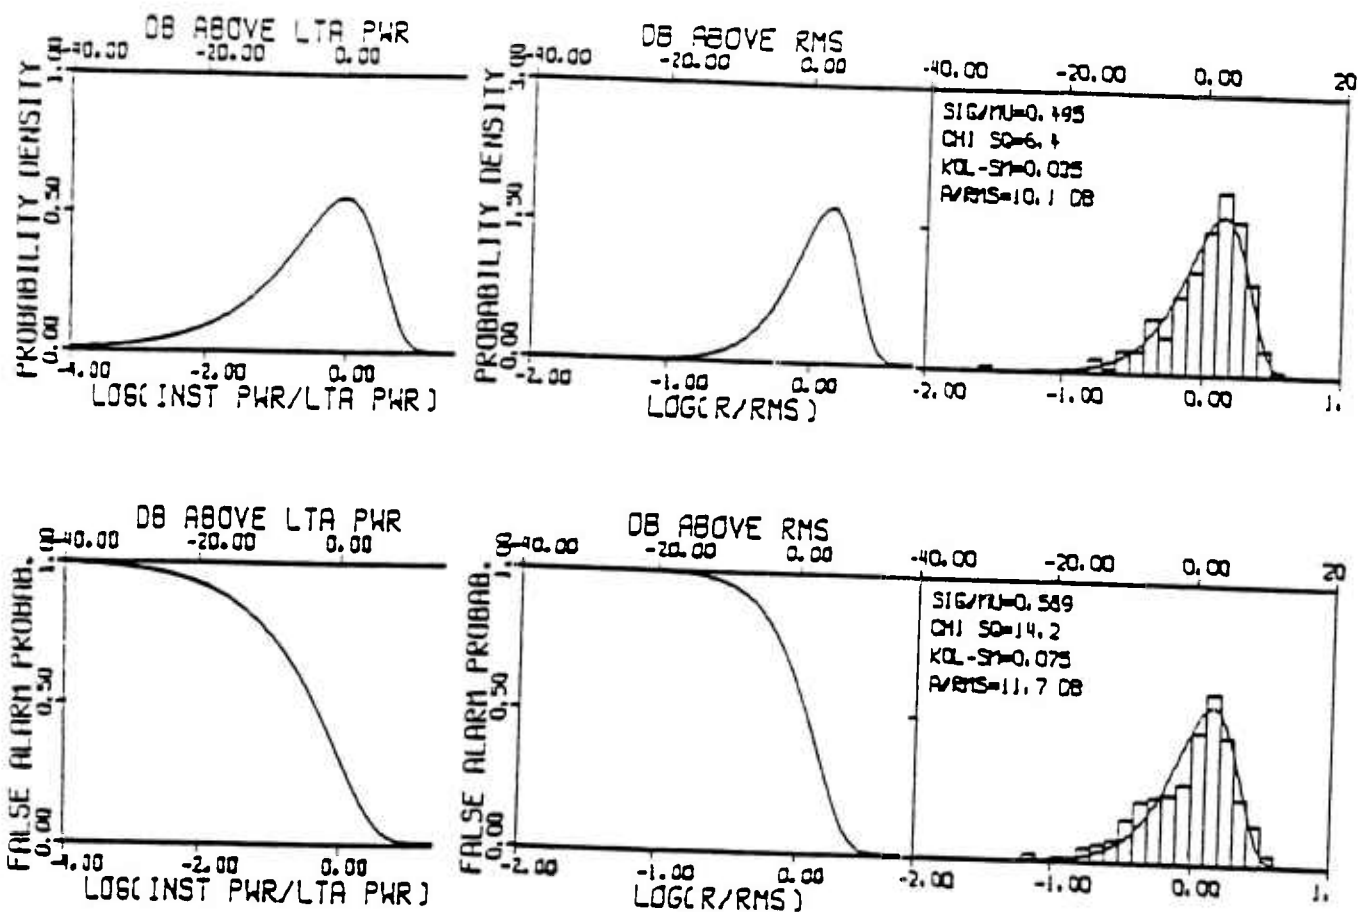 DB ABOVE LTA PWR
-40.00 -20.00 0.00
PROBABILITY DENSITY
1.00
0.50
0.00
-4.00 -2.00 0.00
LOG(INST PWR/LTA PWR)
DB ABOVE RMS
-40.00 -20.00 0.00
PROBABILITY DENSITY
3.00
1.50
0.00
-2.00 -1.00 0.00
LOG(R/RMS)
-40.00 -20.00 0.00 20
SIG/MU=0.495
CHI SQ=6.4
KOL-SM=0.035
A/RMS=10.1 DB
-2.00 -1.00 0.00 1.
DB ABOVE LTA PWR
-40.00 -20.00 0.00
FALSE ALARM PROBAB.
1.00
0.50
0.00
-4.00 -2.00 0.00
LOG(INST PWR/LTA PWR)
DB ABOVE RMS
-40.00 -20.00 0.00
FALSE ALARM PROBAB.
1.00
0.50
0.00
-2.00 -1.00 0.00
LOG(R/RMS)
-40.00 -20.00 0.00 20
SIG/MU=0.589
CHI SQ=14.2
KOL-SM=0.075
A/RMS=11.7 DB
-2.00 -1.00 0.00 1.